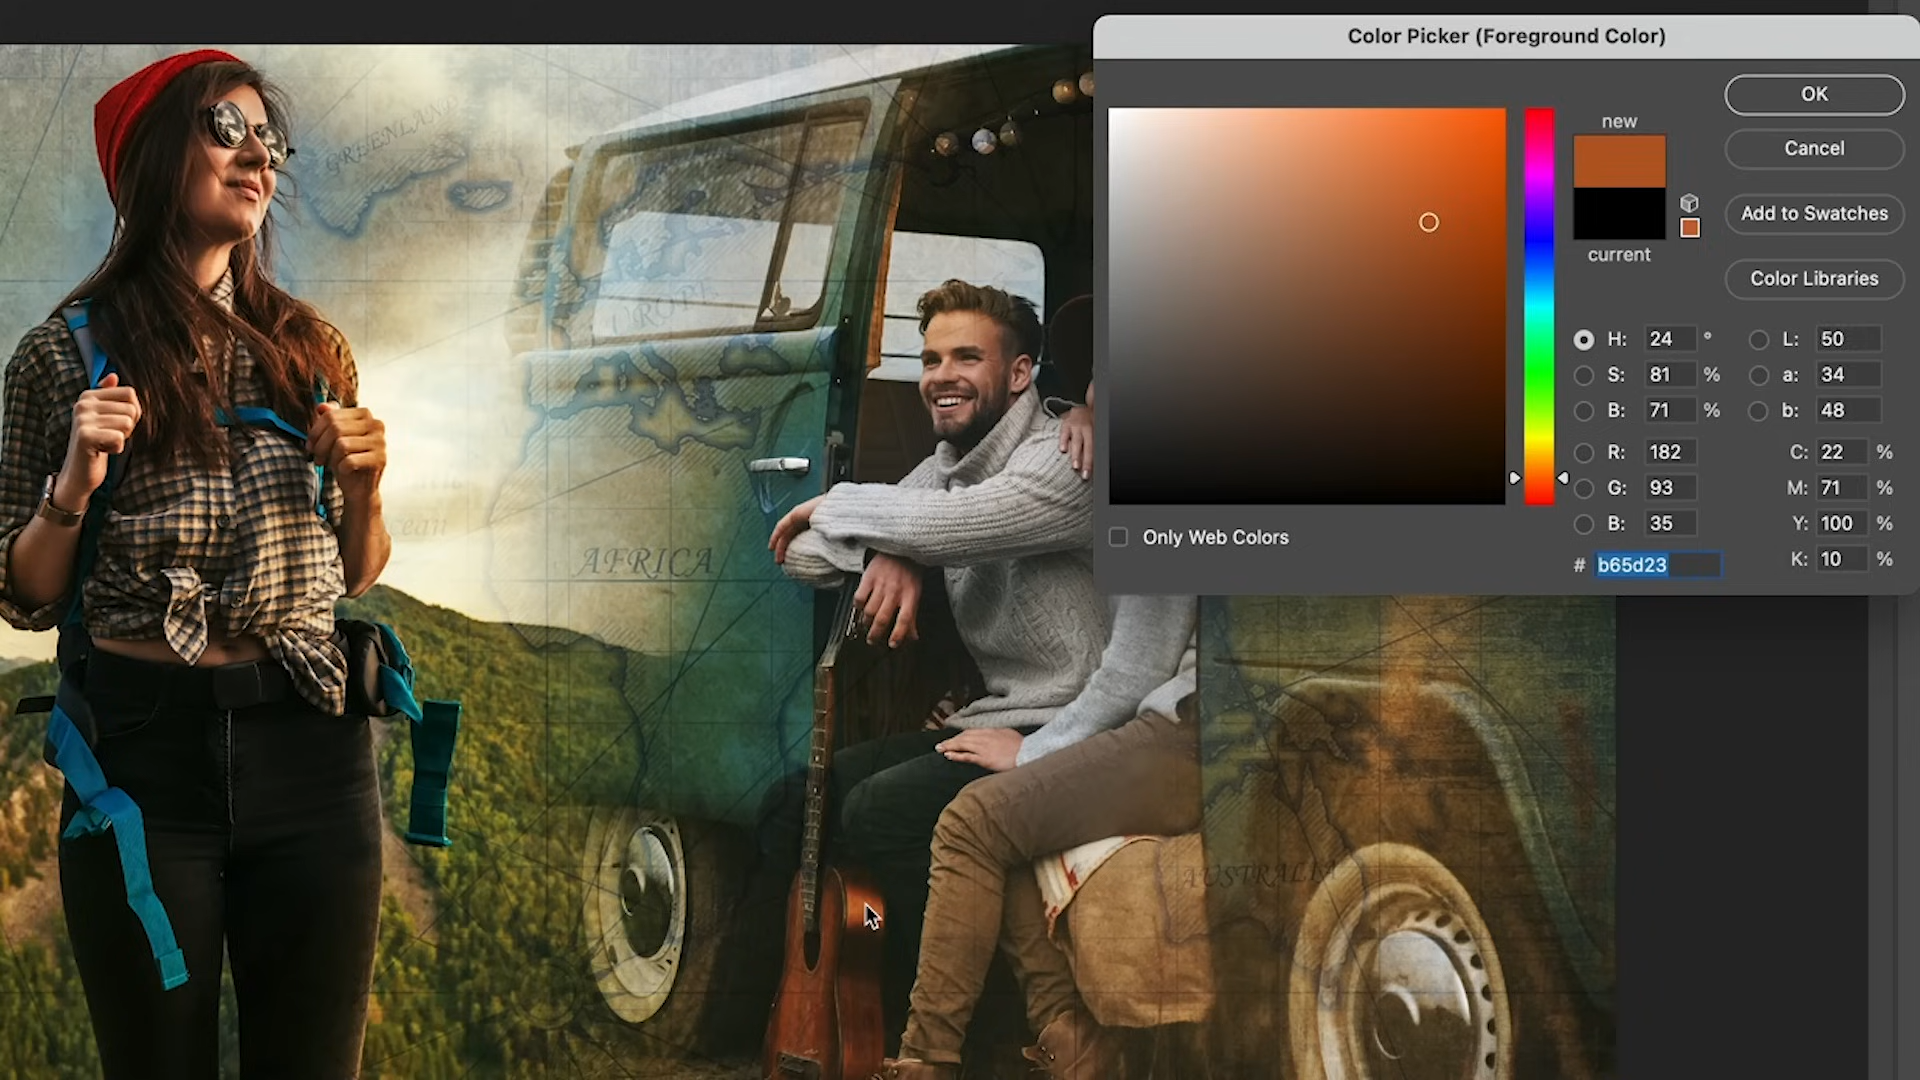 Color Picker (Foreground Color)
new
current
OK
Cancel
Add to Swatches
Color Libraries
H: 24 °
S: 81 %
B: 71 %
R: 182
G: 93
B: 35
# b65d23
L: 50
a: 34
b: 48
C: 22 %
M: 71 %
Y: 100 %
K: 10 %
Only Web Colors
GREENLAND
EUROPE
ocean
AFRICA
AUSTRALIA